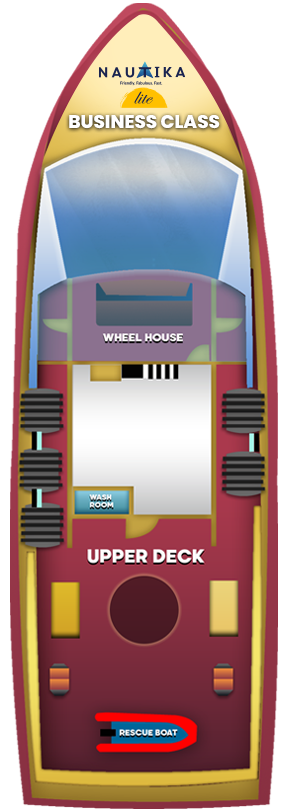 NAUTIKA
Friendly. Fabulous. Fast.
lite
BUSINESS CLASS
WHEEL HOUSE
WASH
ROOM
UPPER DECK
RESCUE BOAT